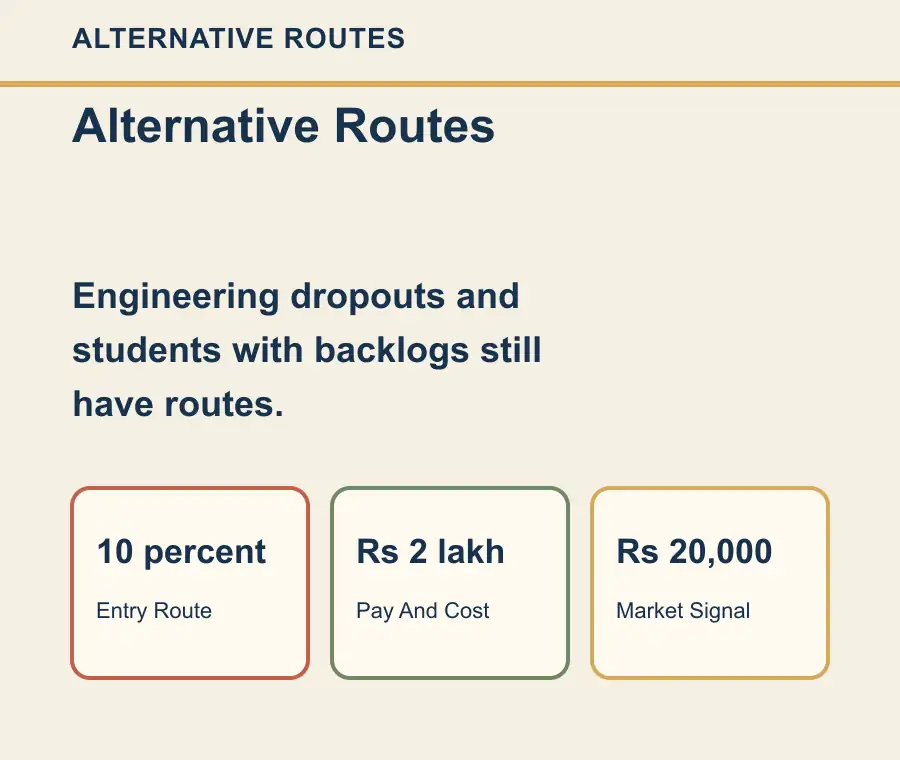 ALTERNATIVE ROUTES
Alternative Routes
Engineering dropouts and
students with backlogs still
have routes.
10 percent
Entry Route
Rs 2 lakh
Pay And Cost
Rs 20,000
Market Signal